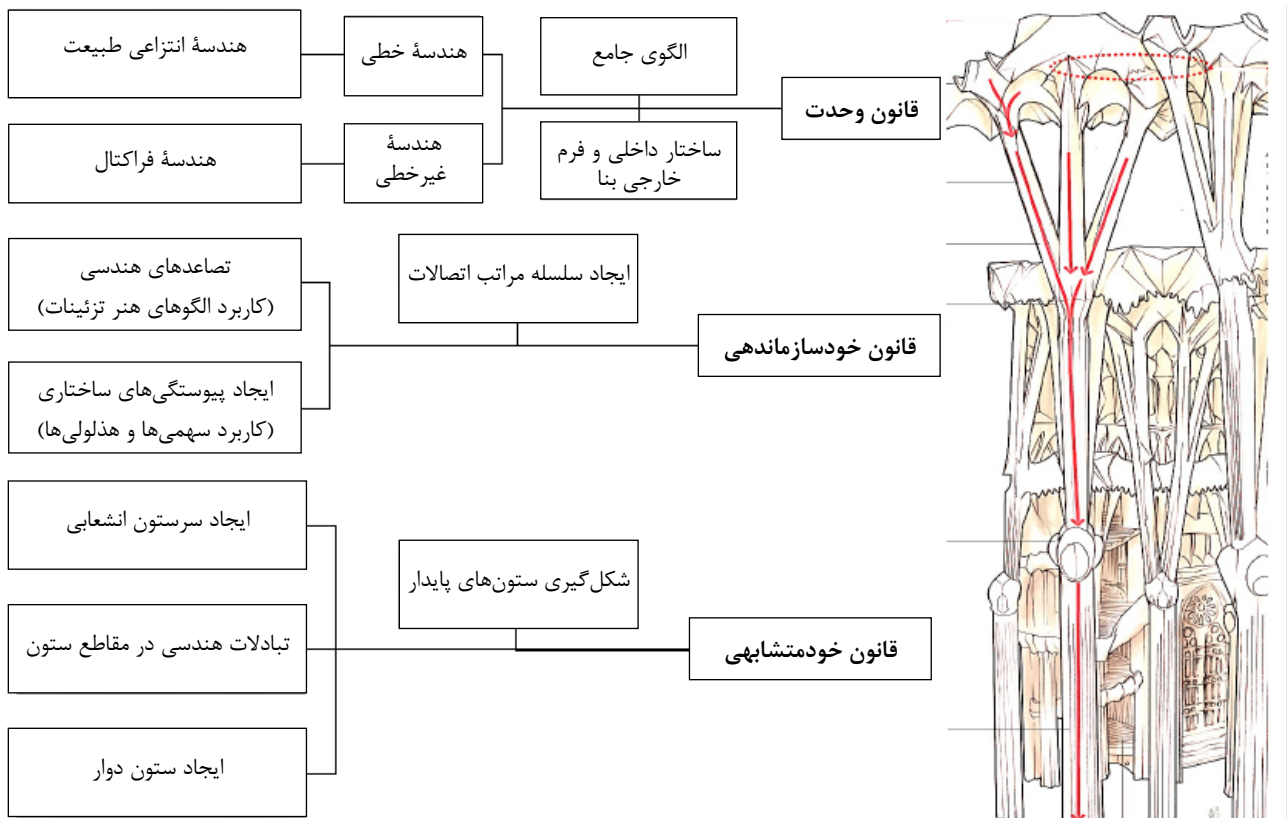 قانون وحدت
الگوی جامع
ساختار داخلی و فرم
خارجی بنا
هندسهٔ خطی
هندسهٔ انتزاعی طبیعت
هندسهٔ
غیرخطی
هندسهٔ فراکتال
قانون خودسازماندهی
ایجاد سلسله مراتب اتصالات
تصاعدهای هندسی
(کاربرد الگوهای هنر تزئینات)
ایجاد پیوستگی‌های ساختاری
(کاربرد سهمی‌ها و هذلولی‌ها)
قانون خودمتشابهی
شکل‌گیری ستون‌های پایدار
ایجاد سرستون انشعابی
تبادلات هندسی در مقاطع ستون
ایجاد ستون دوار